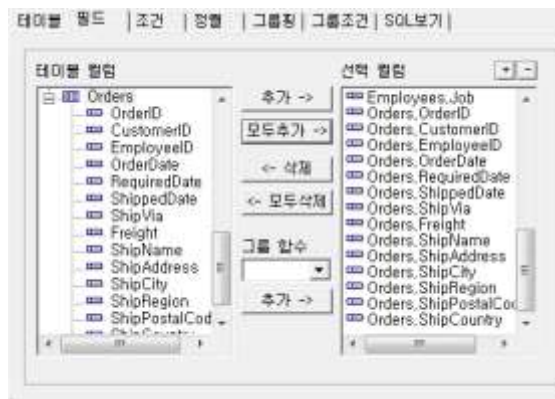 테이블 필드 | 조건 | 정렬 | 그룹핑 | 그룹조건 | SQL보기 |
테이블 컬럼
선택 컬럼
+ -
Orders
OrderID
CustomerID
EmployeeID
OrderDate
RequiredDate
ShippedDate
ShipVia
Freight
ShipName
ShipAddress
ShipCity
ShipRegion
ShipPostalCod
ShipCountry
추가 ->
모두추가 ->
<- 삭제
<- 모두삭제
그룹 함수
추가 ->
Employees.Job
Orders.OrderID
Orders.CustomerID
Orders.EmployeeID
Orders.OrderDate
Orders.RequiredDate
Orders.ShippedDate
Orders.ShipVia
Orders.Freight
Orders.ShipName
Orders.ShipAddress
Orders.ShipCity
Orders.ShipRegion
Orders.ShipPostalCod
Orders.ShipCountry